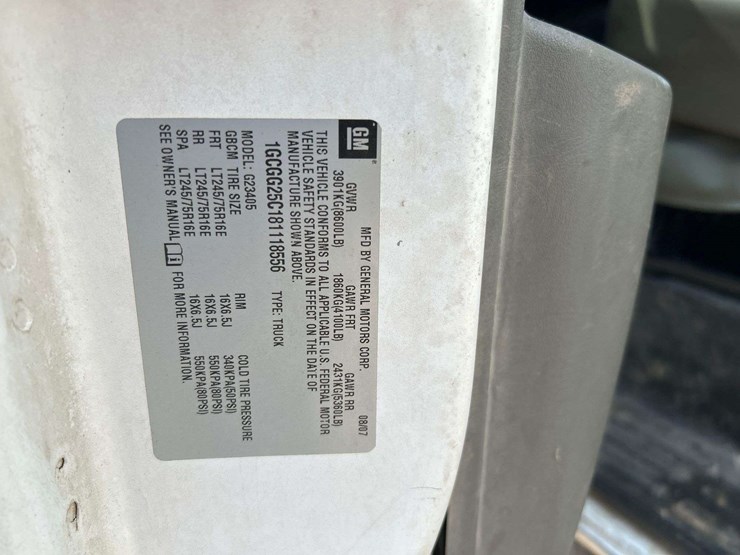 GM
MFD BY GENERAL MOTORS CORP. 08/07
GVWR GAWR FRT GAWR RR
3901KG(8600LB) 1860KG(4100LB) 2431KG(5360LB)
THIS VEHICLE CONFORMS TO ALL APPLICABLE U.S. FEDERAL MOTOR
VEHICLE SAFETY STANDARDS IN EFFECT ON THE DATE OF
MANUFACTURE SHOWN ABOVE.
1GCGG25C181118556 TYPE: TRUCK
MODEL: G23405
GBCM TIRE SIZE RIM COLD TIRE PRESSURE
FRT LT245/75R16E 16X6.5J 340KPA(50PSI)
RR LT245/75R16E 16X6.5J 550KPA(80PSI)
SPA LT245/75R16E 16X6.5J 550KPA(80PSI)
SEE OWNER'S MANUAL FOR MORE INFORMATION.